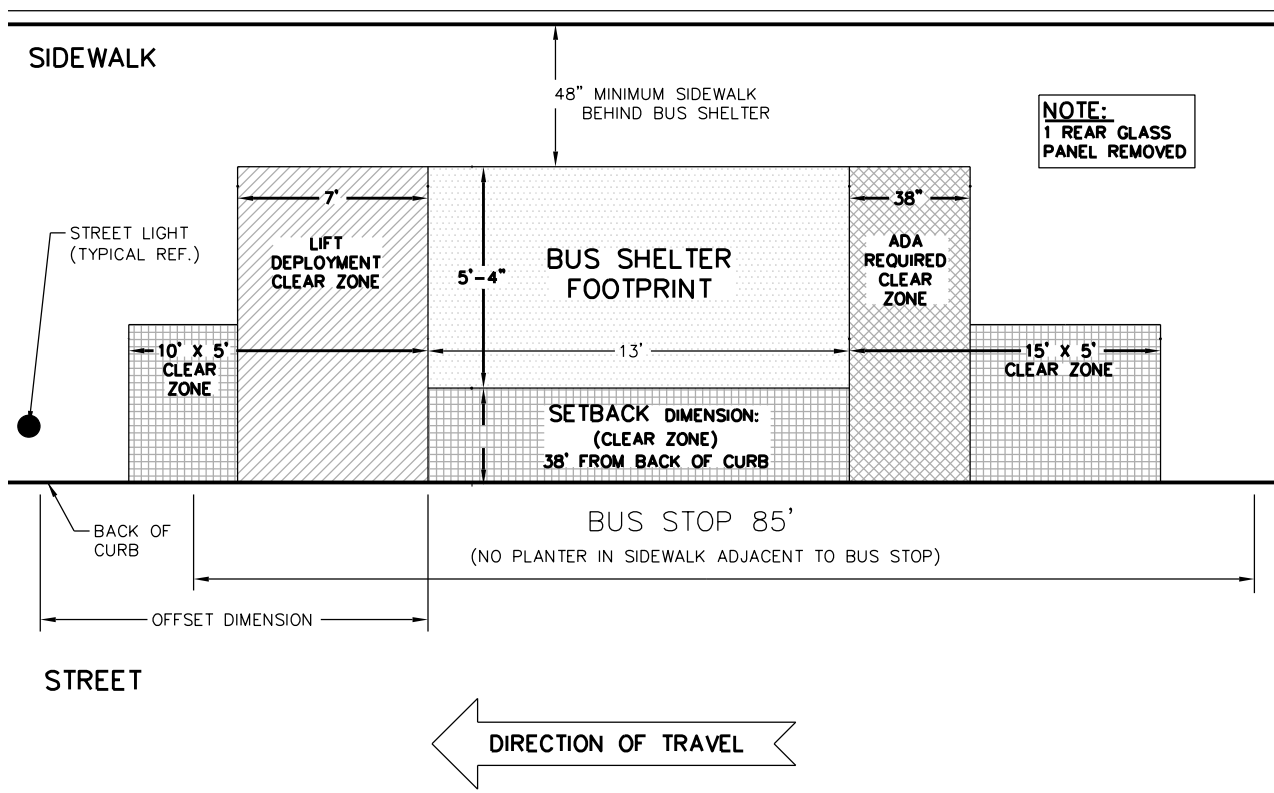 SIDEWALK
48" MINIMUM SIDEWALK
BEHIND BUS SHELTER
NOTE:
1 REAR GLASS
PANEL REMOVED
7'
38"
STREET LIGHT
(TYPICAL REF.)
LIFT
DEPLOYMENT
CLEAR ZONE
5'-4"
BUS SHELTER
FOOTPRINT
ADA
REQUIRED
CLEAR
ZONE
10' X 5'
CLEAR
ZONE
13'
15' X 5'
CLEAR ZONE
SETBACK DIMENSION:
(CLEAR ZONE)
38' FROM BACK OF CURB
BACK OF
CURB
BUS STOP 85'
(NO PLANTER IN SIDEWALK ADJACENT TO BUS STOP)
OFFSET DIMENSION
STREET
DIRECTION OF TRAVEL